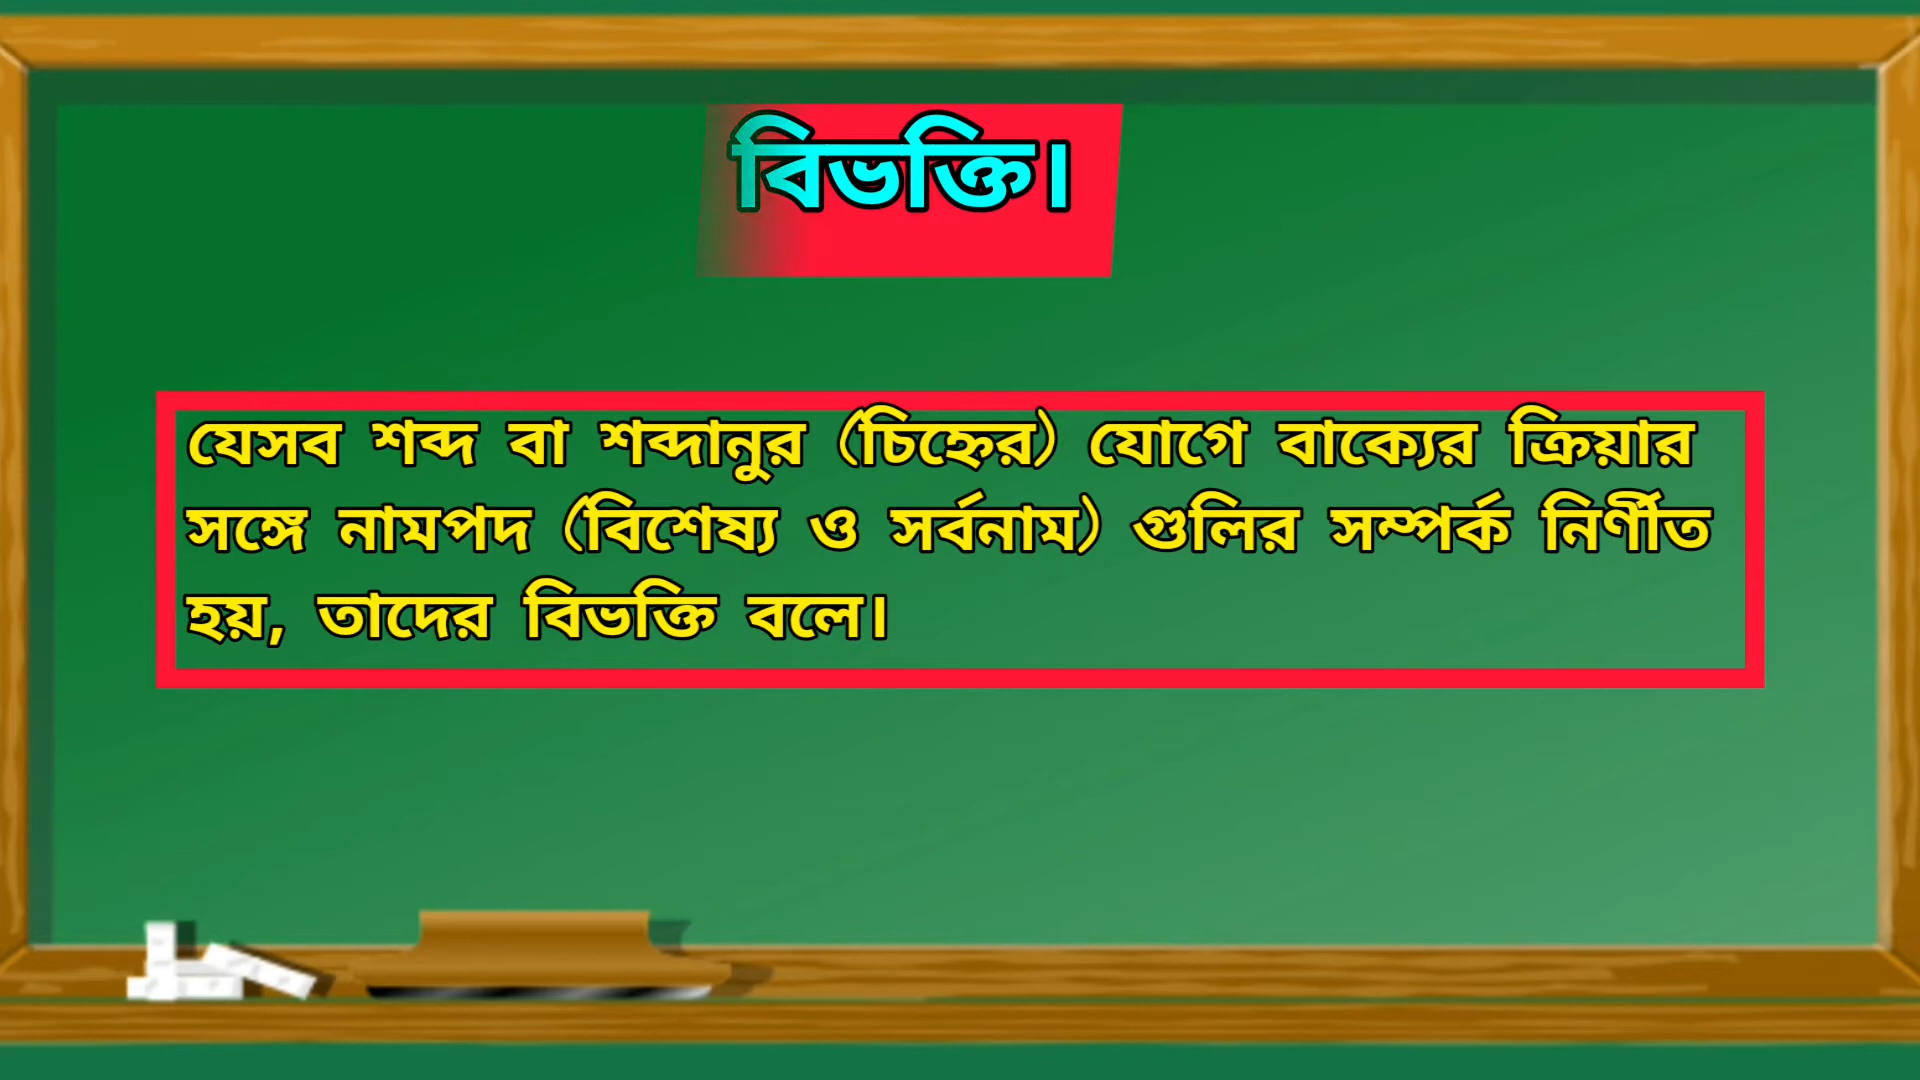 বিভক্তি।
যেসব শব্দ বা শব্দানুর (চিহ্নের) যোগে বাক্যের ক্রিয়ার
সঙ্গে নামপদ (বিশেষ্য ও সর্বনাম) গুলির সম্পর্ক নির্ণীত
হয়, তাদের বিভক্তি বলে।